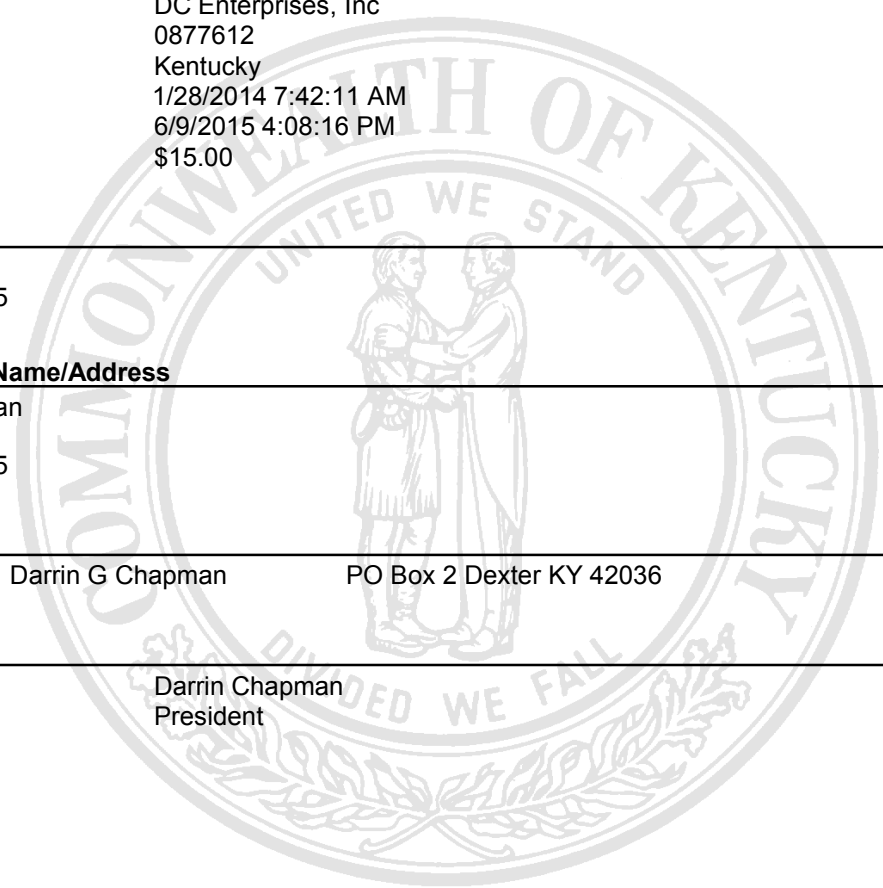 DC Enterprises, Inc
0877612
Kentucky
1/28/2014 7:42:11 AM
6/9/2015 4:08:16 PM
$15.00
COMMONWEALTH OF KENTUCKY
UNITED WE STAND
5
Name/Address
an
5
Darrin G Chapman PO Box 2 Dexter KY 42036
DIVIDED WE FALL
Darrin Chapman
President